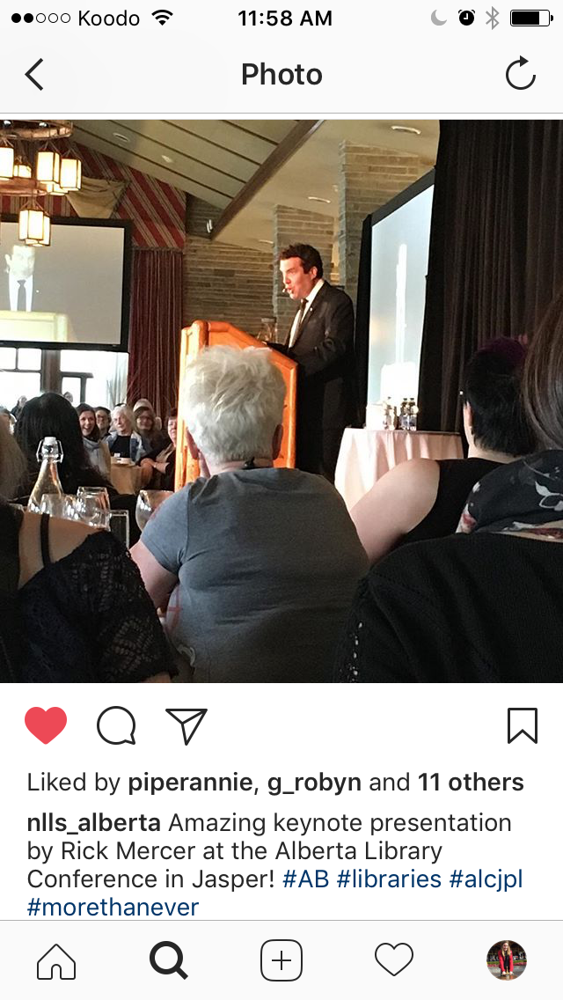 Koodo 11:58 AM
Photo
Liked by piperannie, g_robyn and 11 others
nlls_alberta Amazing keynote presentation
by Rick Mercer at the Alberta Library
Conference in Jasper! #AB #libraries #alcjpl
#morethanever